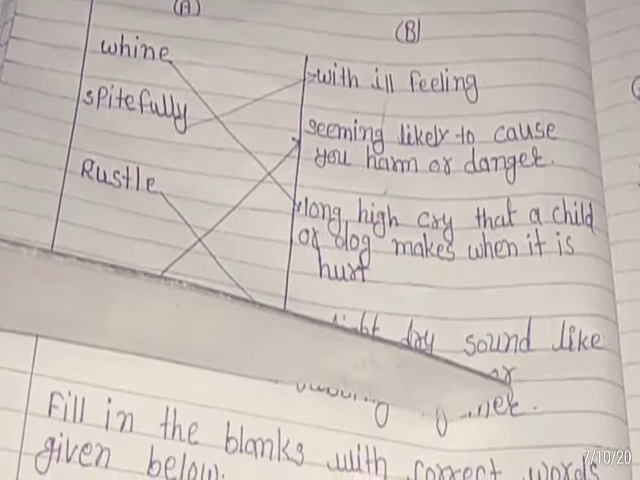 (A)
(B)
whine
with ill feeling
spitefully
seeming likely to cause
you harm or danger.
Rustle
long high cry that a child
or dog makes when it is
hurt
dry sound like
or
Fill in the blanks with correct words
given below.
7/10/20